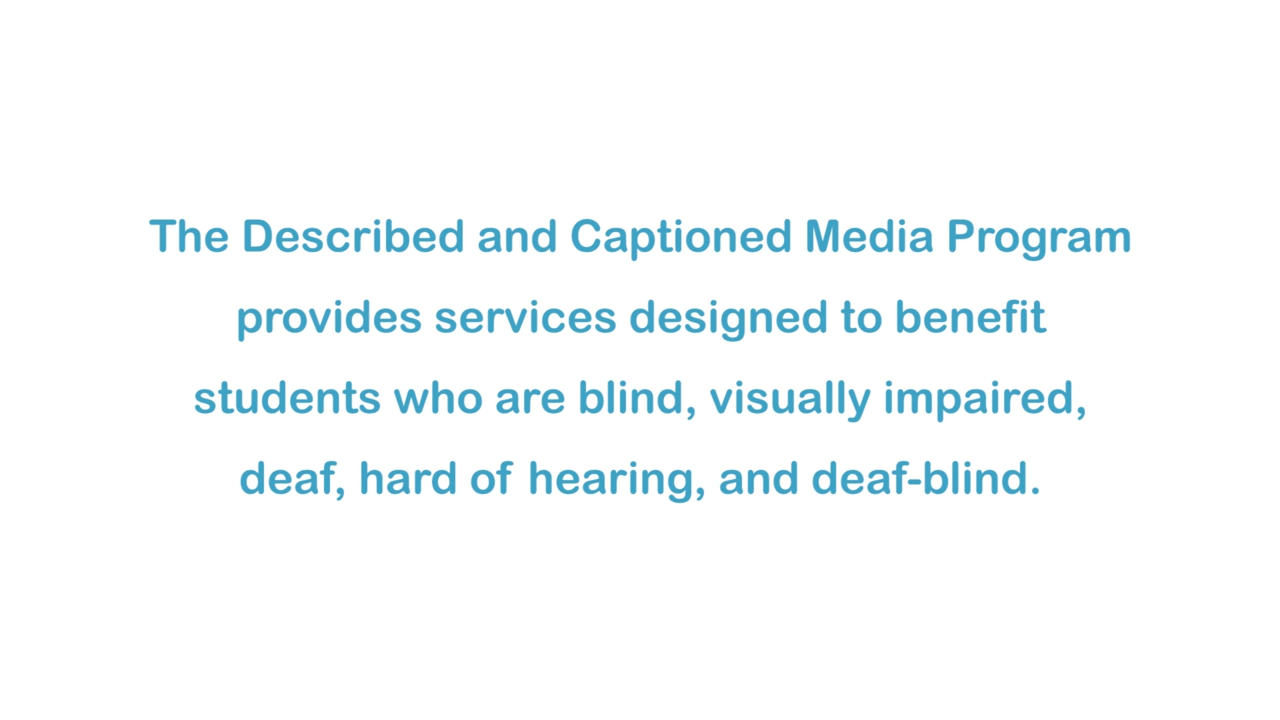 The Described and Captioned Media Program
provides services designed to benefit
students who are blind, visually impaired,
deaf, hard of hearing, and deaf-blind.